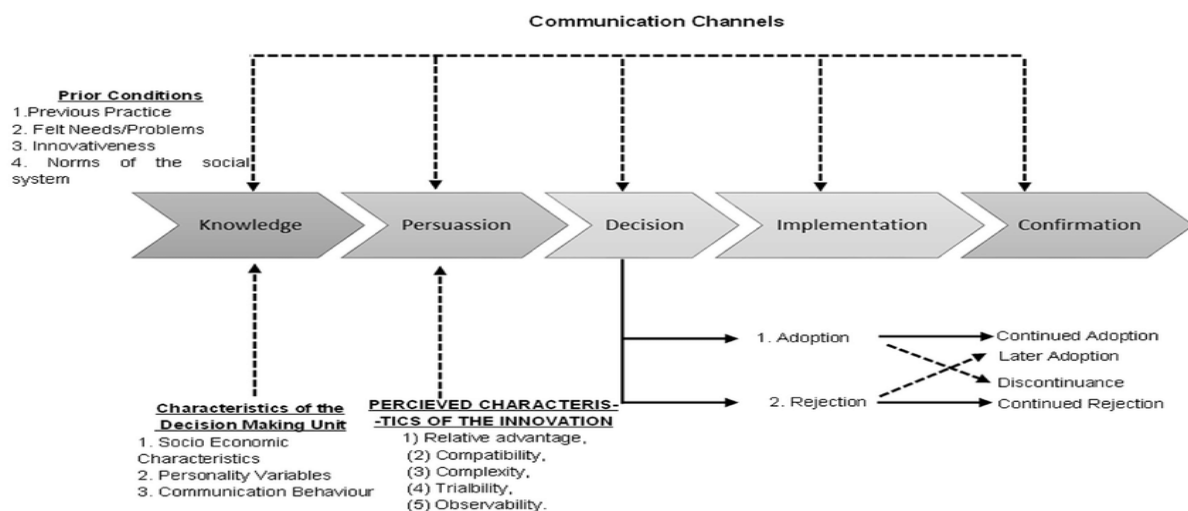 Communication Channels
Prior Conditions
1.Previous Practice
2. Felt Needs/Problems
3. Innovativeness
4. Norms of the social
system
Knowledge
Persuassion
Decision
Implementation
Confirmation
1. Adoption
Continued Adoption
Later Adoption
Discontinuance
2. Rejection
Continued Rejection
Characteristics of the
Decision Making Unit
1. Socio Economic
Characteristics
2. Personality Variables
3. Communication Behaviour
PERCIEVED CHARACTERIS-
-TICS OF THE INNOVATION
1) Relative advantage,
(2) Compatibility,
(3) Complexity,
(4) Trialbility,
(5) Observability.